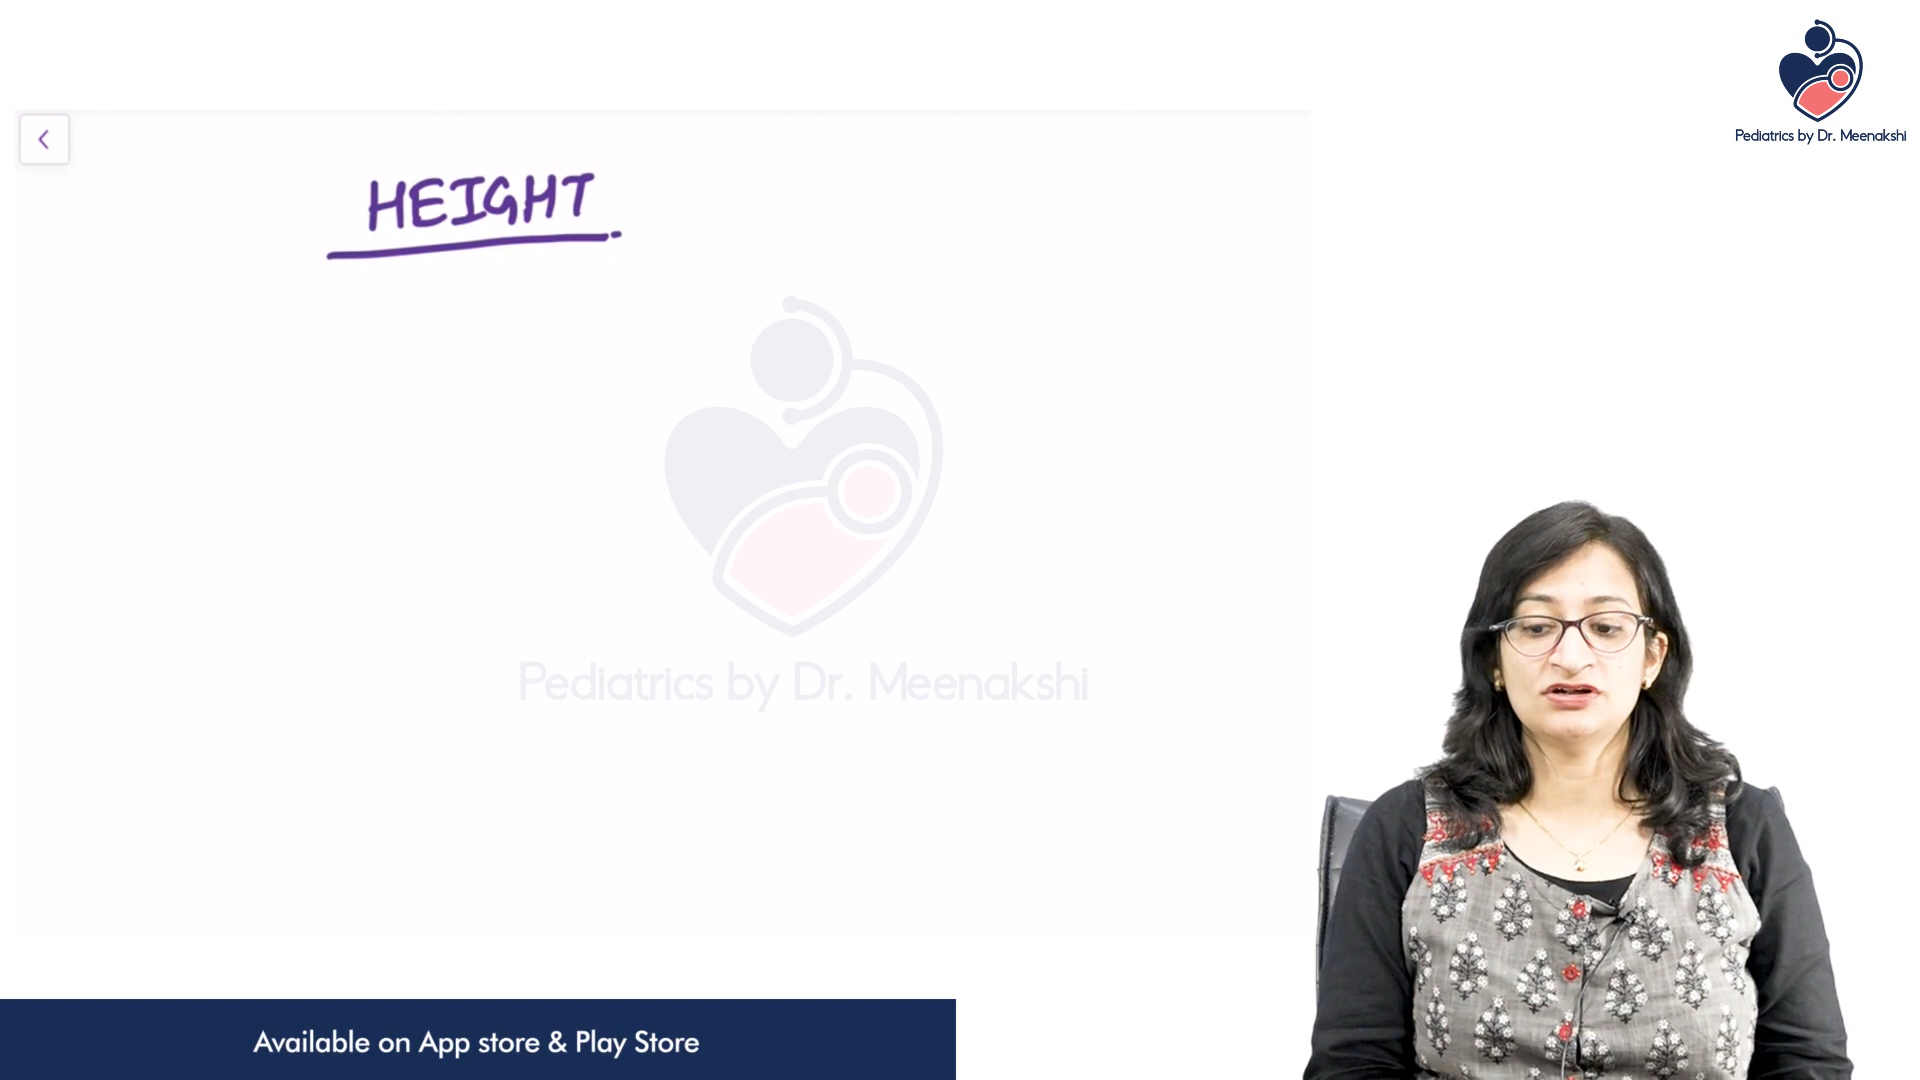 Pediatrics by Dr. Meenakshi
HEIGHT
Pediatrics by Dr. Meenakshi
Available on App store & Play Store